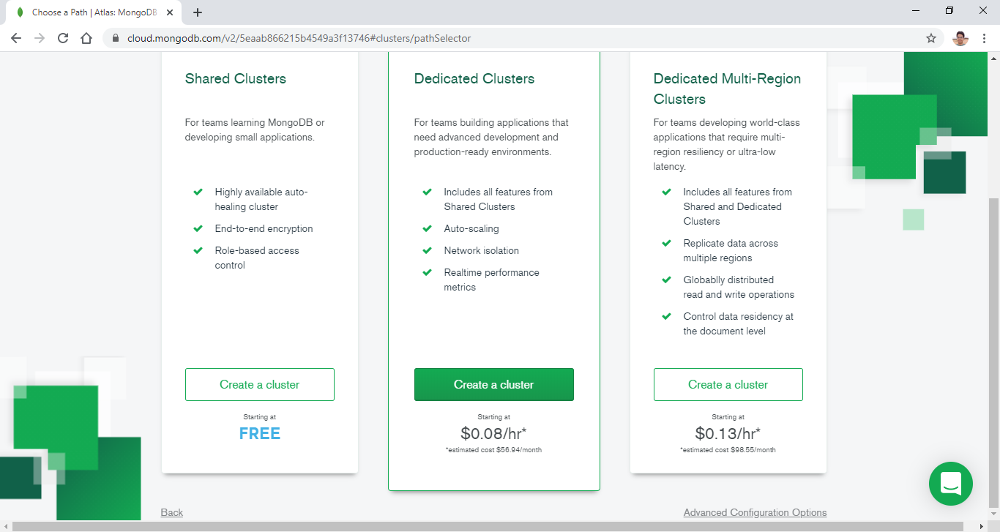 Choose a Path | Atlas: MongoDB
cloud.mongodb.com/v2/5eaab866215b4549a3f13746#clusters/pathSelector
Shared Clusters
For teams learning MongoDB or
developing small applications.
Highly available auto-
healing cluster
End-to-end encryption
Role-based access
control
Create a cluster
Starting at
FREE
Dedicated Clusters
For teams building applications that
need advanced development and
production-ready environments.
Includes all features from
Shared Clusters
Auto-scaling
Network isolation
Realtime performance
metrics
Create a cluster
Starting at
$0.08/hr*
*estimated cost $56.94/month
Dedicated Multi-Region
Clusters
For teams developing world-class
applications that require multi-
region resiliency or ultra-low
latency.
Includes all features from
Shared and Dedicated
Clusters
Replicate data across
multiple regions
Globablly distributed
read and write operations
Control data residency at
the document level
Create a cluster
Starting at
$0.13/hr*
*estimated cost $98.55/month
Back
Advanced Configuration Options